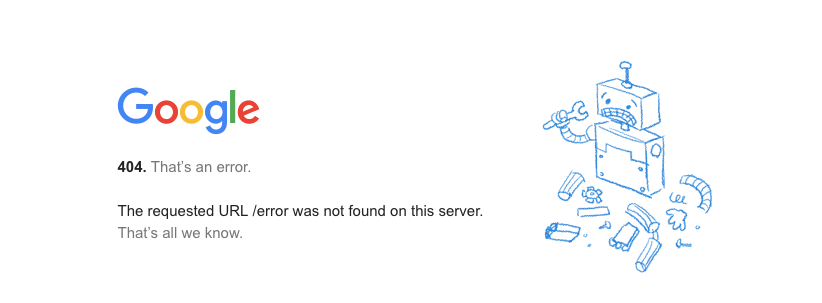 Google
404. That’s an error.
The requested URL /error was not found on this server.
That’s all we know.